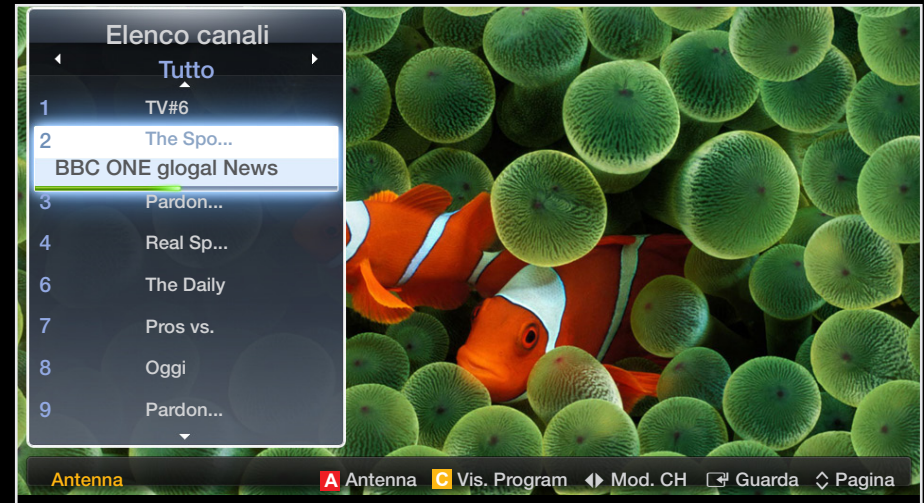 Elenco canali
Tutto
1 TV#6
2 The Spo...
BBC ONE glogal News
3 Pardon...
4 Real Sp...
6 The Daily
7 Pros vs.
8 Oggi
9 Pardon...
Antenna A Antenna C Vis. Program Mod. CH Guarda Pagina